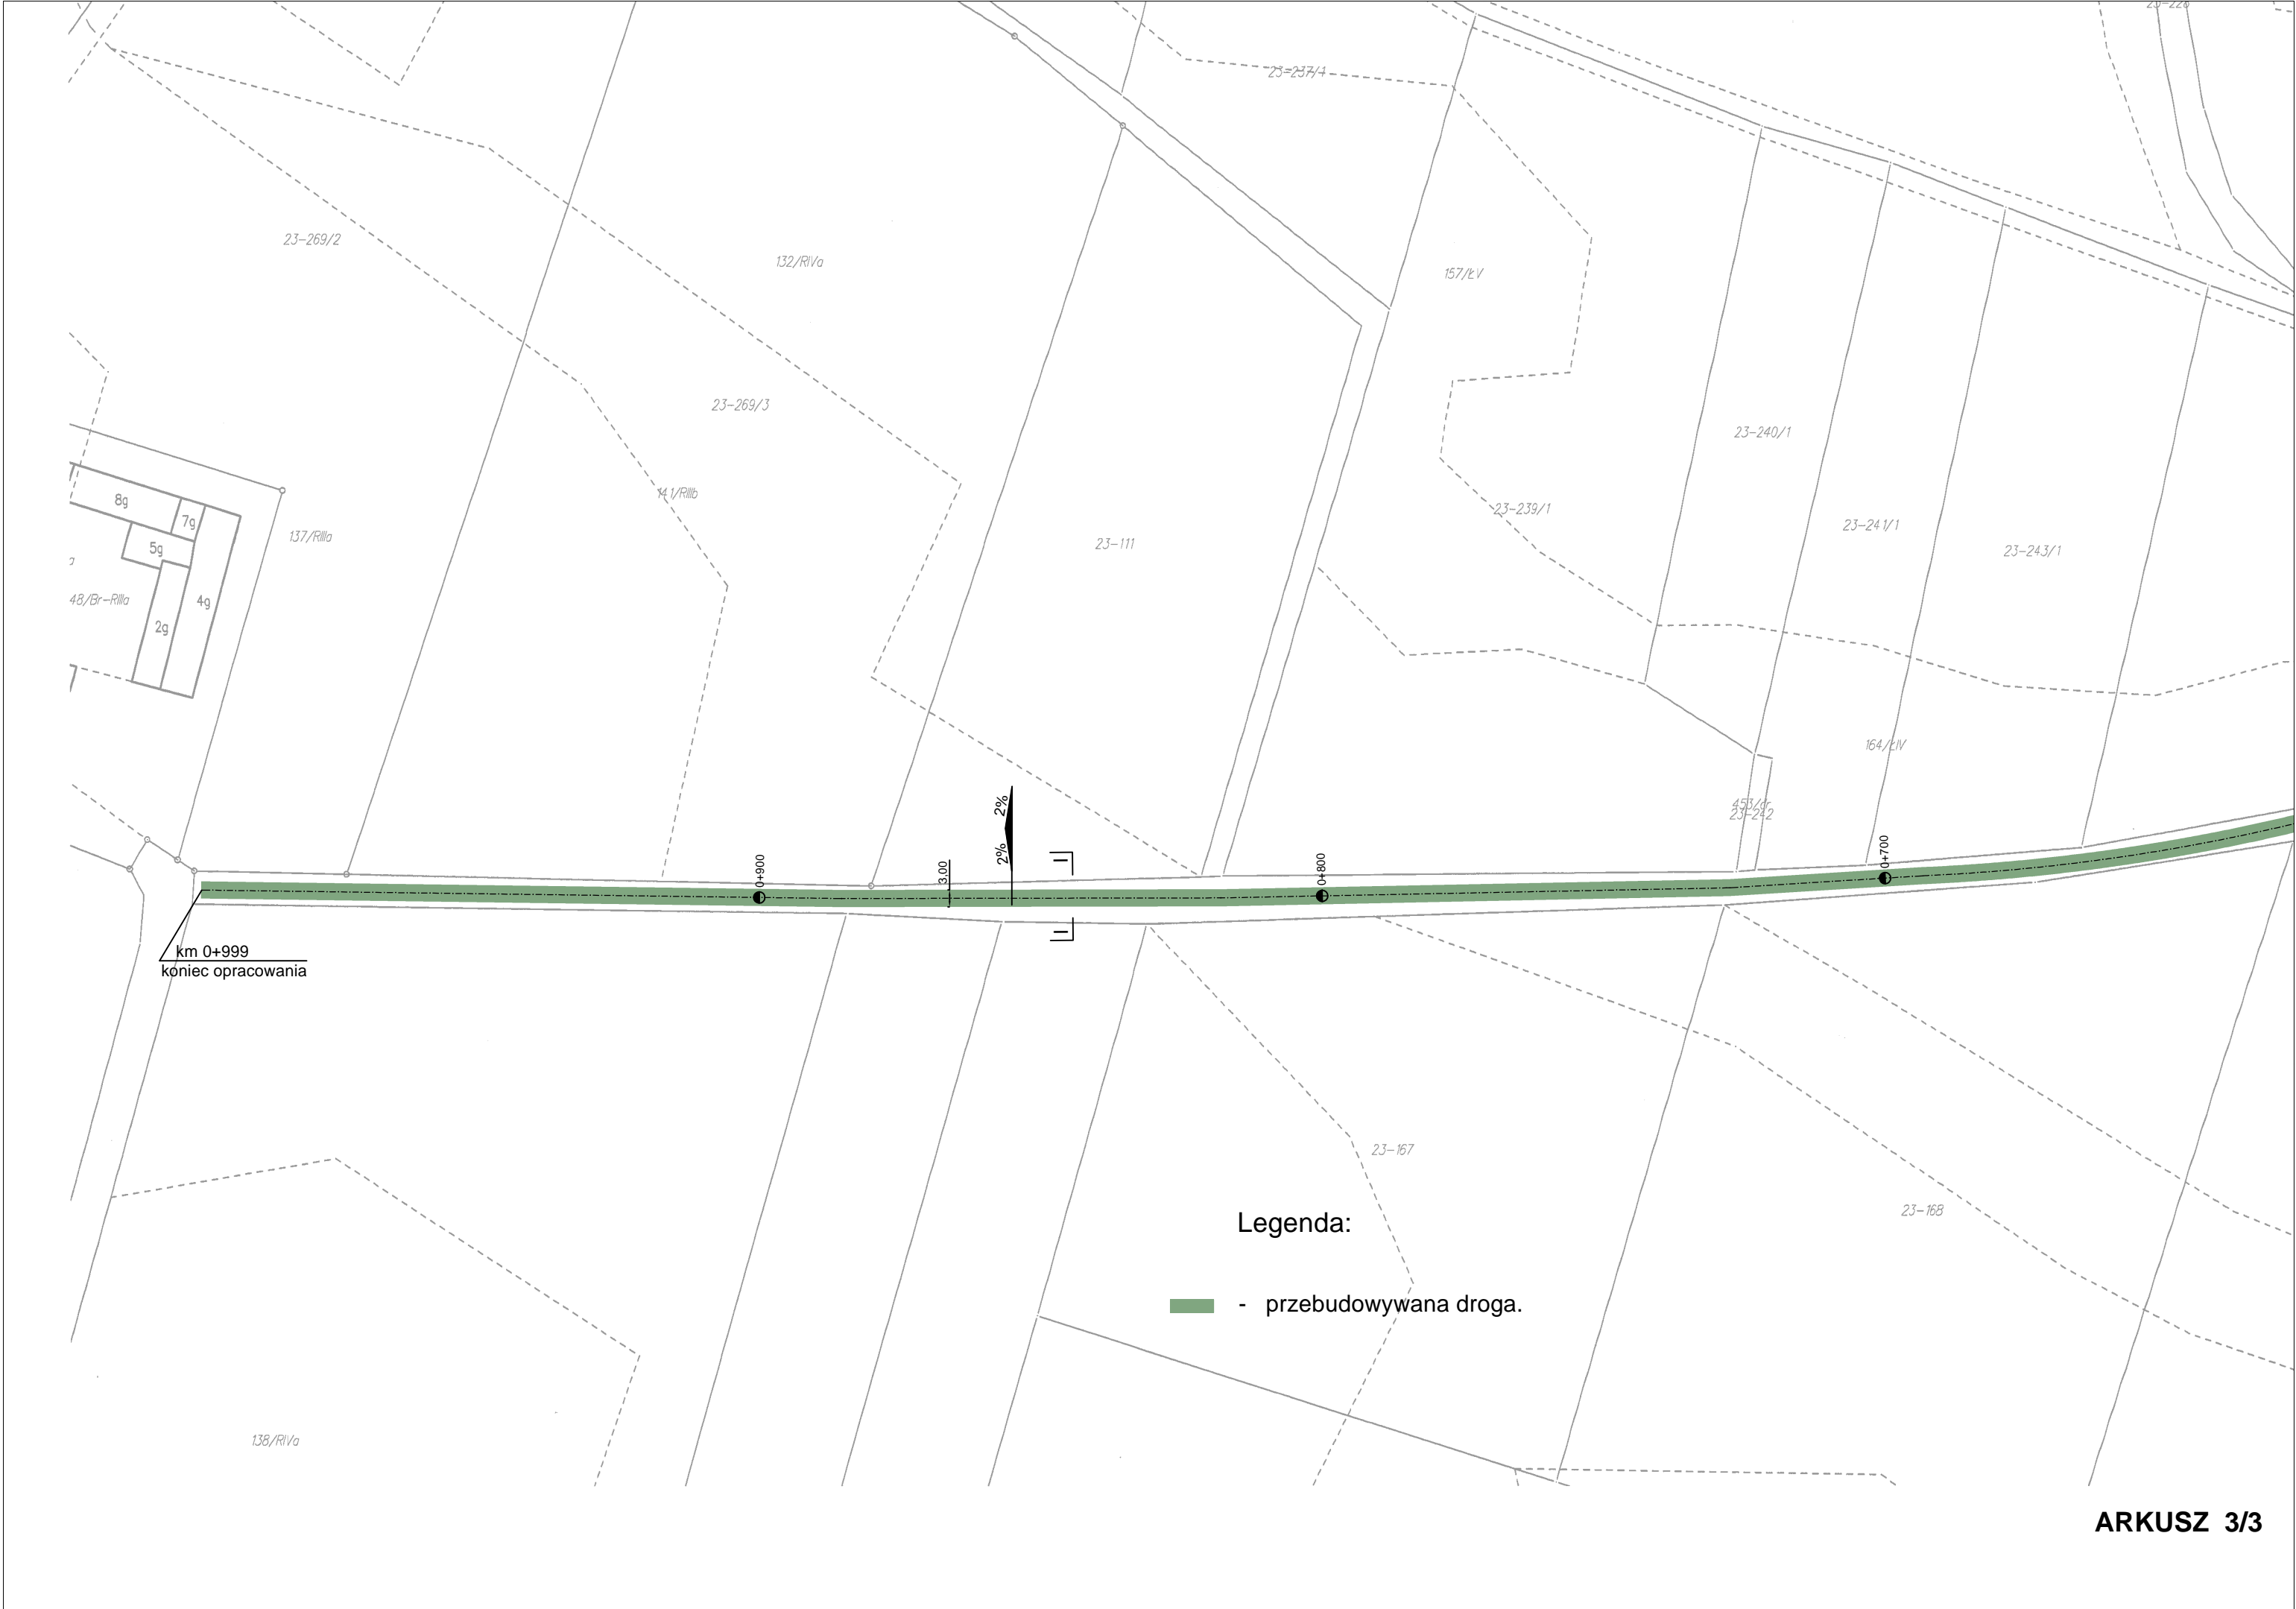 23-237/1
23-269/2
132/RIVa
157/ŁV
23-269/3
23-240/1
141/RIIIb
8g
7g
23-239/1
23-241/1
137/RIIIa
5g
23-111
23-243/1
48/Br-RIIIa
4g
2g
164/ŁIV
2%
2%
453/dr
23-242
0+900
3.00
0+800
0+700
I
I
km 0+999
koniec opracowania
23-167
23-168
Legenda:
- przebudowywana droga.
138/RIVa
ARKUSZ 3/3